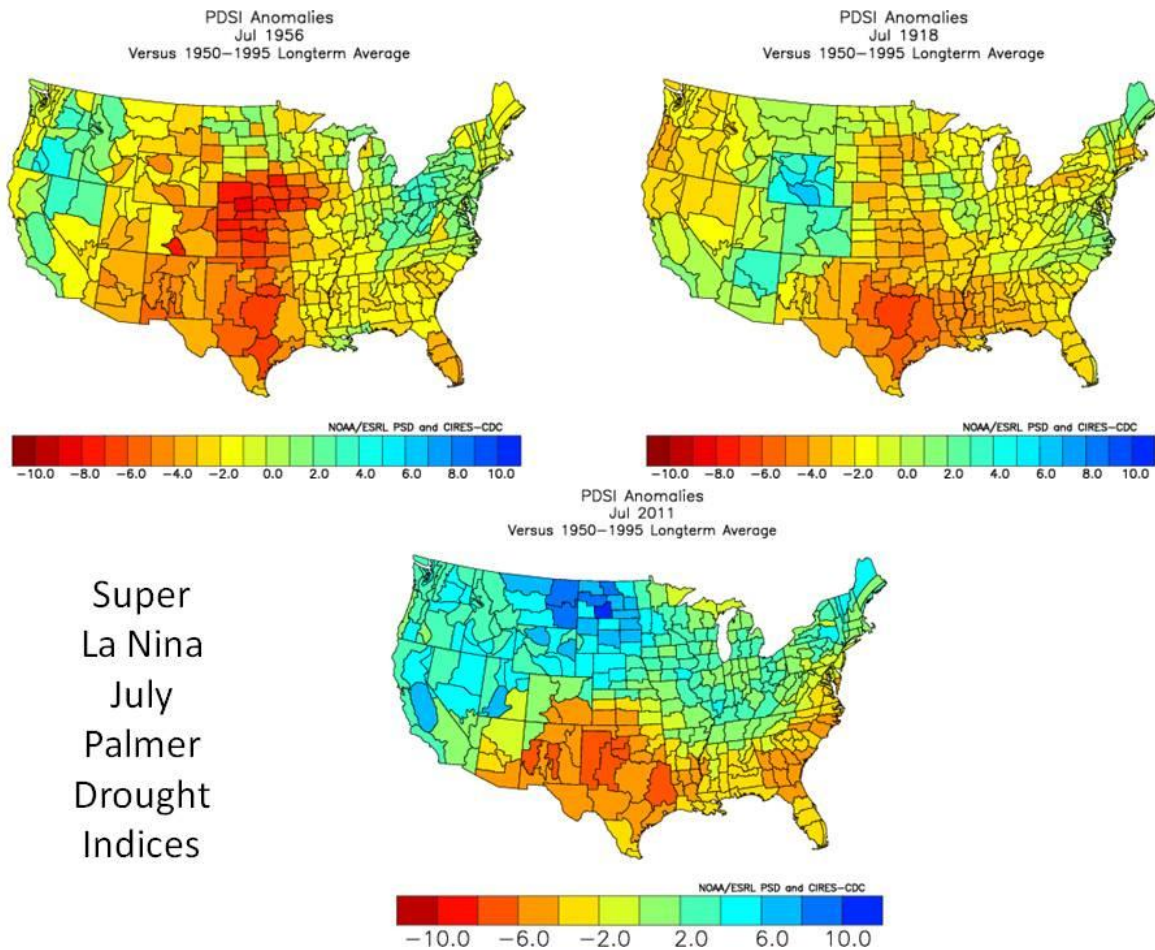 PDSI Anomalies
Jul 1956
Versus 1950−1995 Longterm Average
NOAA/ESRL PSD and CIRES−CDC
−10.0 −8.0 −6.0 −4.0 −2.0 0.0 2.0 4.0 6.0 8.0 10.0
PDSI Anomalies
Jul 1918
Versus 1950−1995 Longterm Average
NOAA/ESRL PSD and CIRES−CDC
−10.0 −8.0 −6.0 −4.0 −2.0 0.0 2.0 4.0 6.0 8.0 10.0
PDSI Anomalies
Jul 2011
Versus 1950−1995 Longterm Average
Super
La Nina
July
Palmer
Drought
Indices
NOAA/ESRL PSD and CIRES−CDC
−10.0 −6.0 −2.0 2.0 6.0 10.0